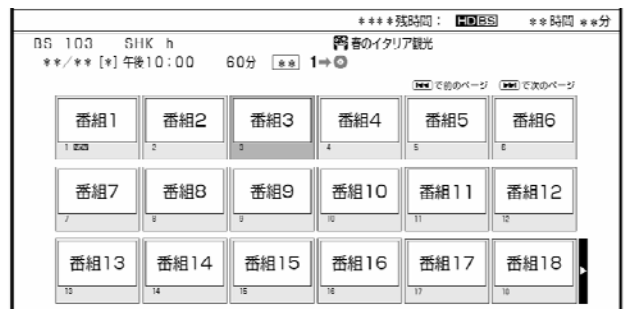 ****残時間： HDBS **時間**分
BS 103 SHK h 春のイタリア観光
**/** [*] 午後10:00 60分 ** 1➡
で前のページ で次のページ
番組1 番組2 番組3 番組4 番組5 番組6
1 2 3 4 5 6
番組7 番組8 番組9 番組10 番組11 番組12
7 8 9 10 11 12
番組13 番組14 番組15 番組16 番組17 番組18
13 14 15 16 17 18